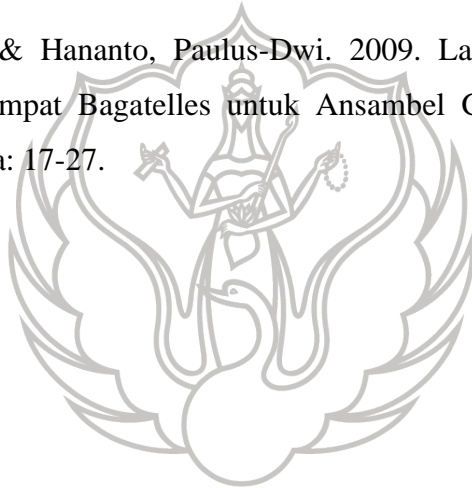 & Hananto, Paulus-Dwi. 2009. La
mpat Bagatelles untuk Ansambel
a: 17-27.